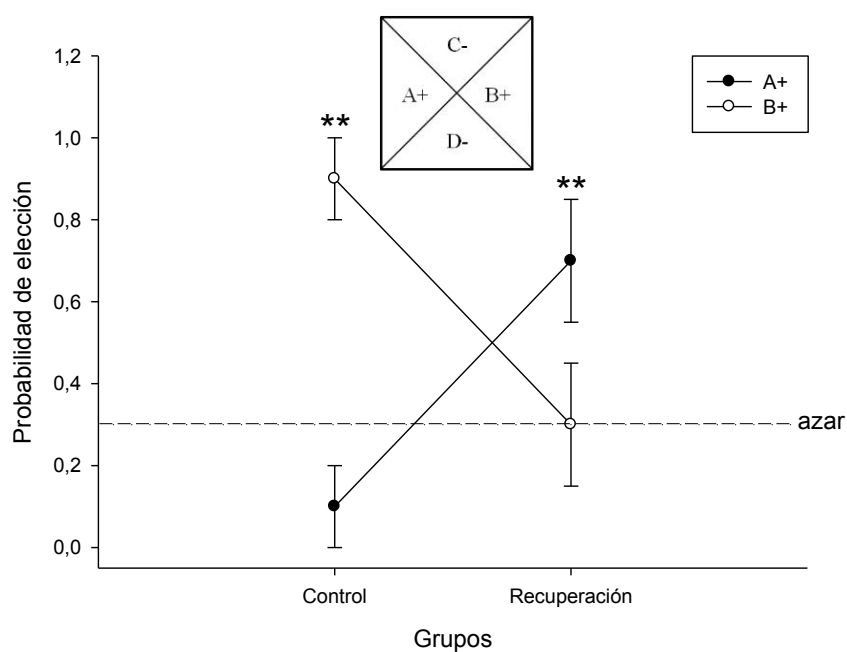 1,2
1,0
0,8
0,6
0,4
0,2
0,0
Probabilidad de elección
C-
A+ B+
D-
A+
B+
**
**
azar
Control Recuperación
Grupos